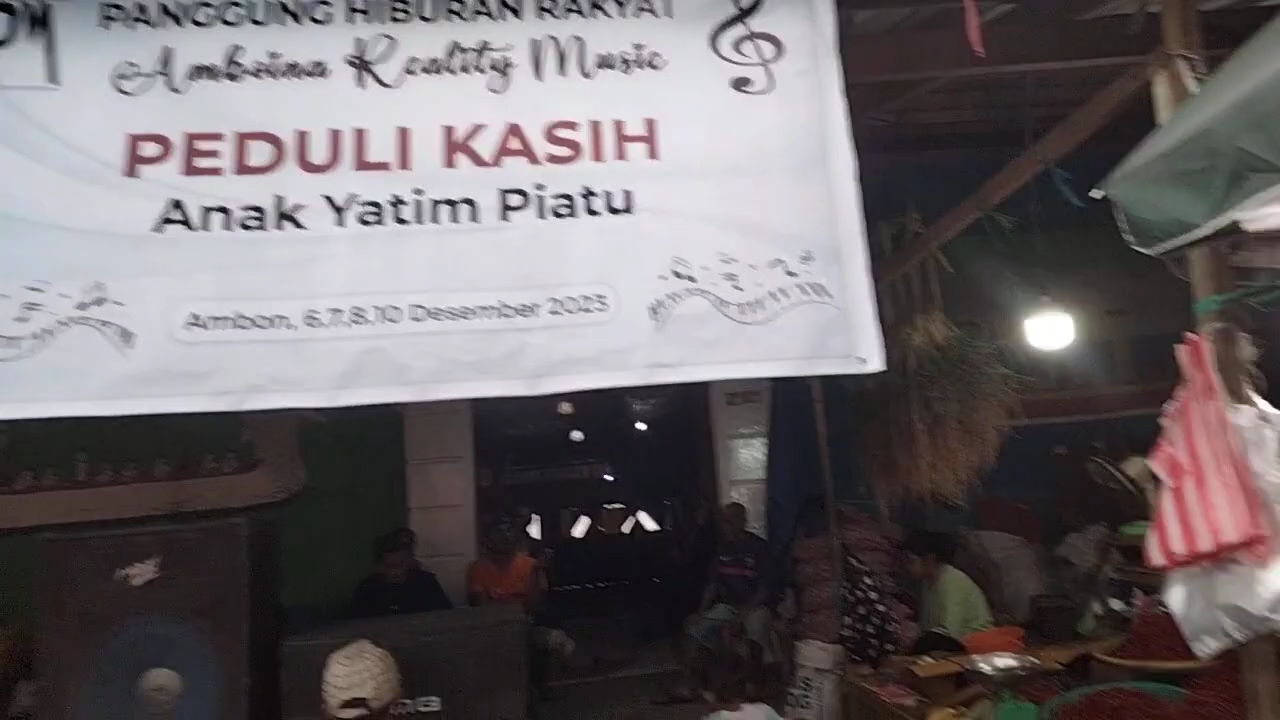 PANGGUNG HIBURAN RAKYAT
Amboina Reality Music
PEDULI KASIH
Anak Yatim Piatu
Ambon, 6,7,8,10 Desember 2023